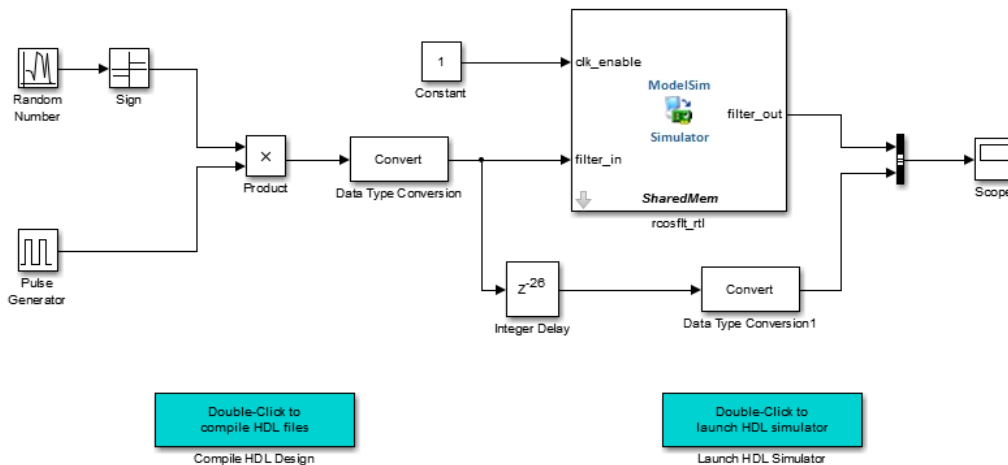 Random
Number
Sign
×
Product
Pulse
Generator
Convert
Data Type Conversion
1
Constant
clk_enable
filter_in
ModelSim
Simulator
filter_out
SharedMem
rcosflt_rtl
Z-26
Integer Delay
Convert
Data Type Conversion1
Scope
Double-Click to
compile HDL files
Compile HDL Design
Double-Click to
launch HDL simulator
Launch HDL Simulator